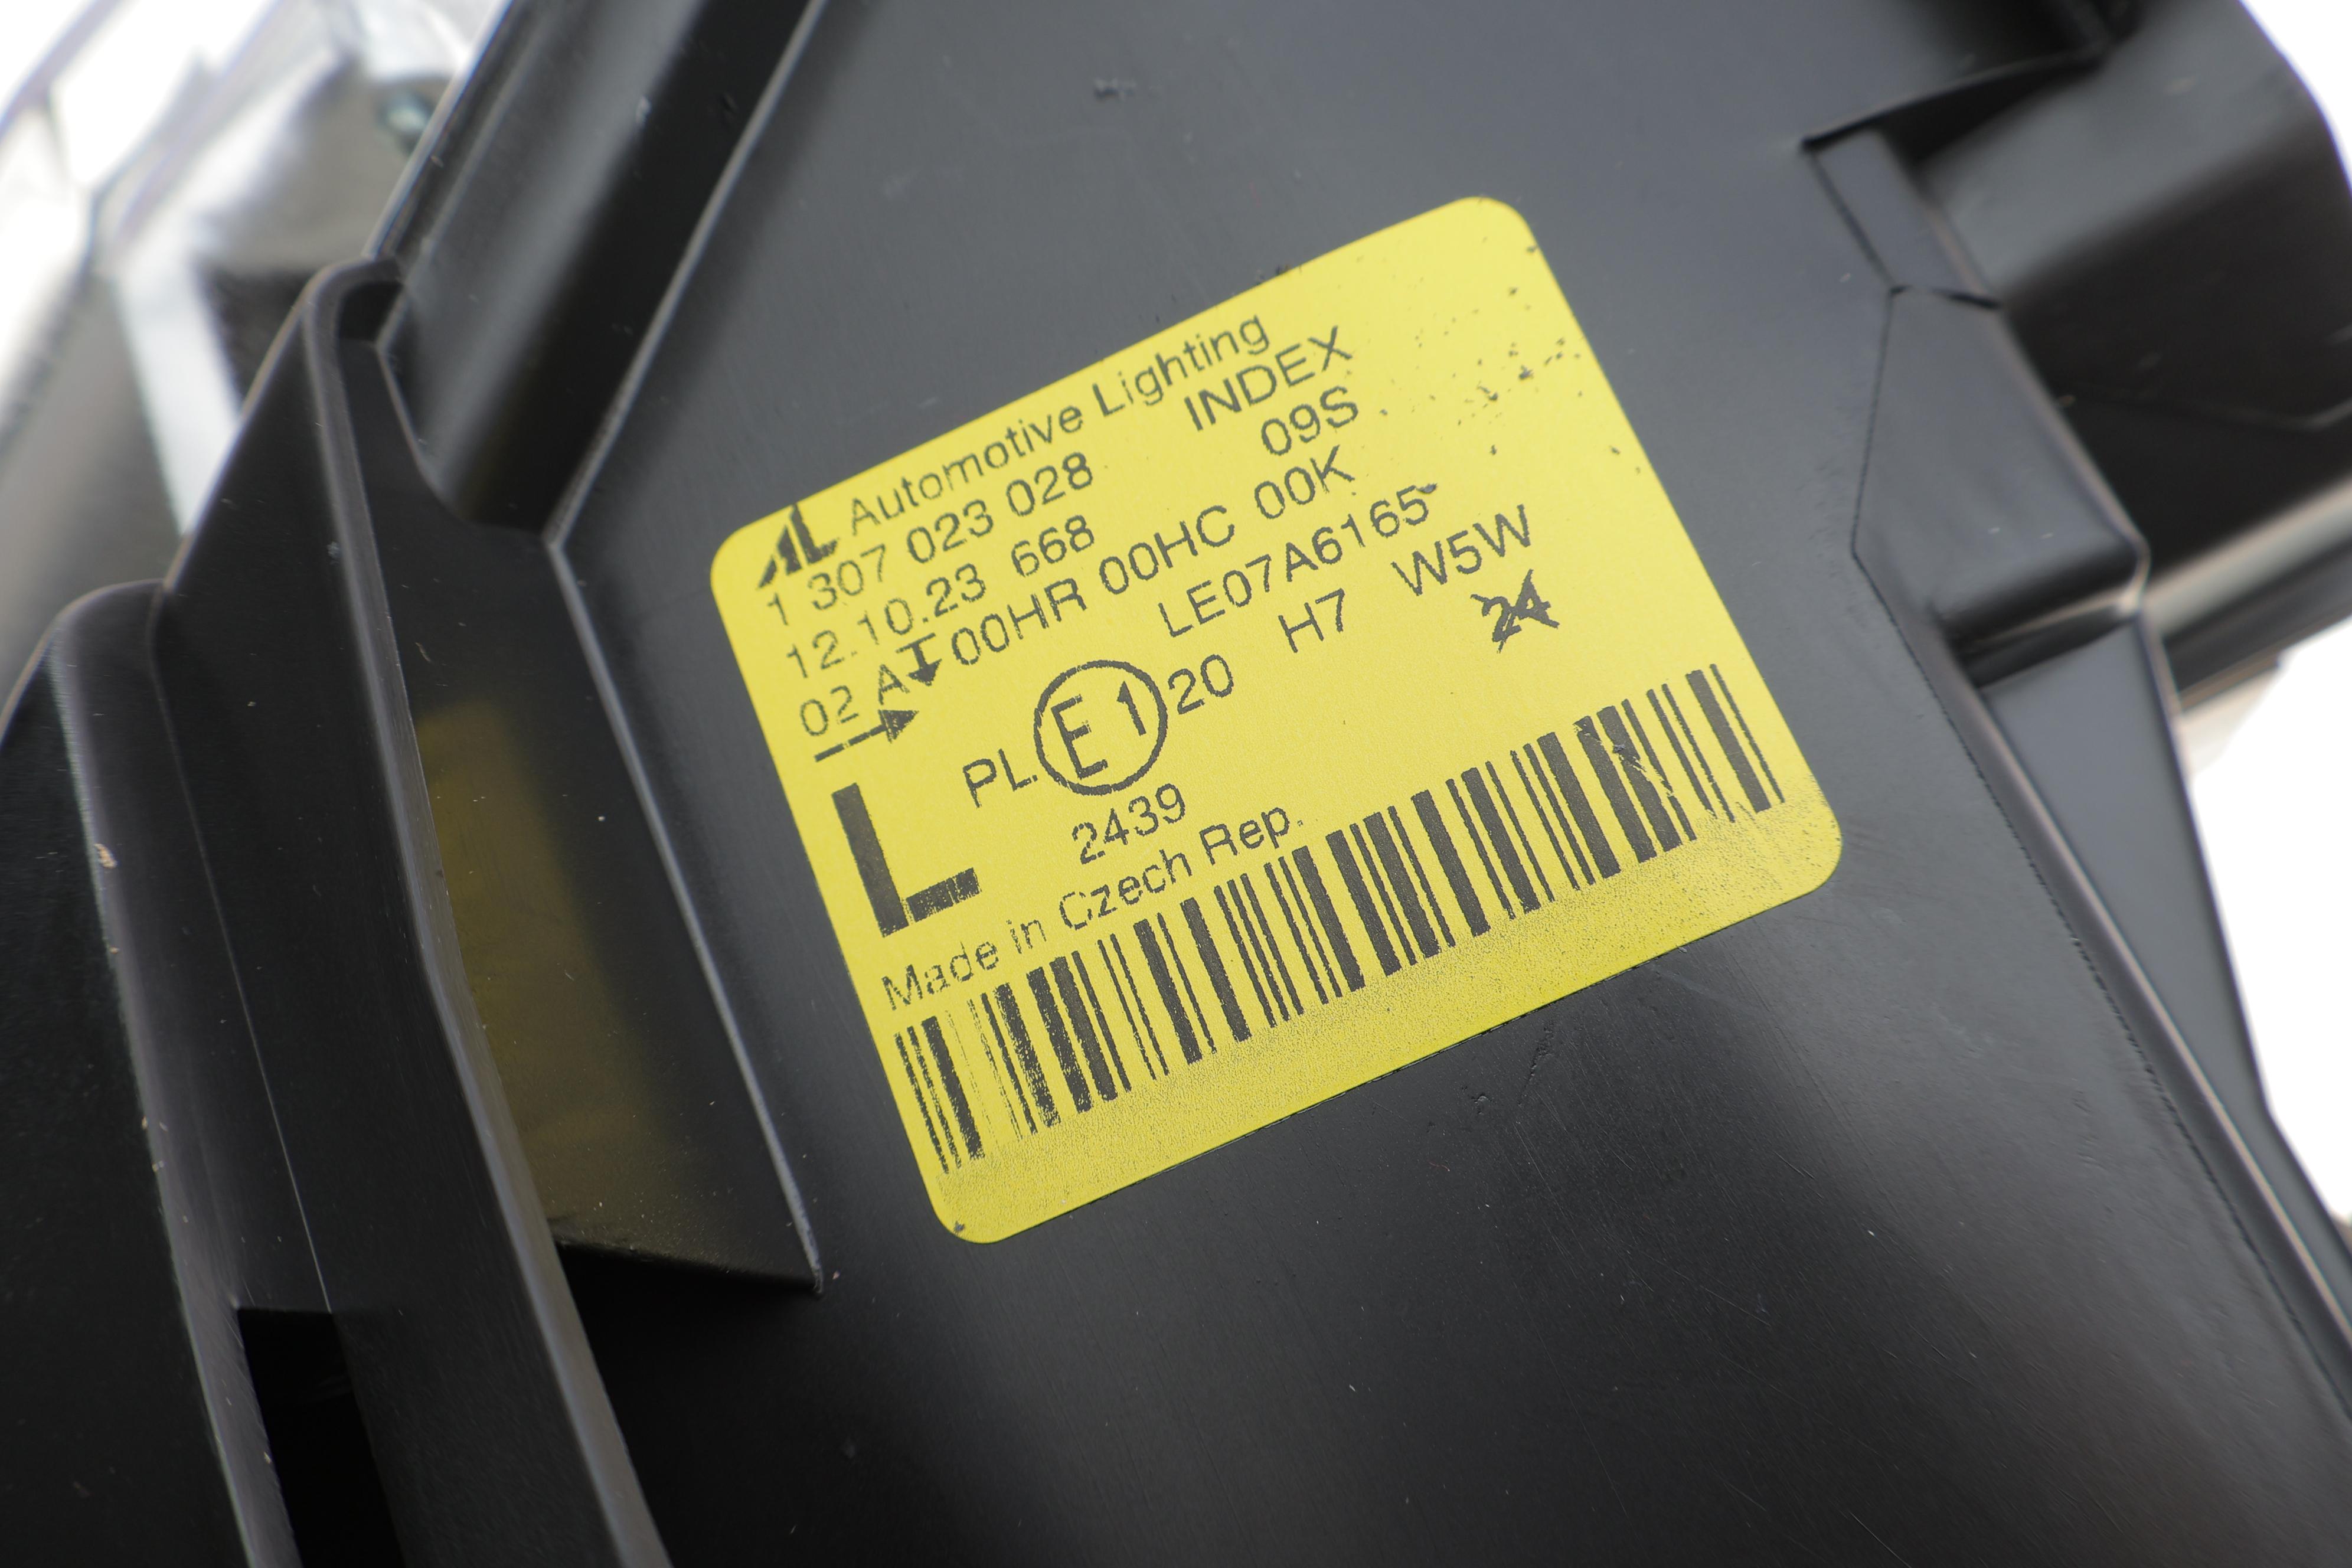 AL Automotive Lighting
1 307 023 028 INDEX
12.10.23 668 09S
02 A 00HR 00HC 00K
LE07A6165
PL E1 20 H7 W5W
2439 24
L
Made in Czech Rep.